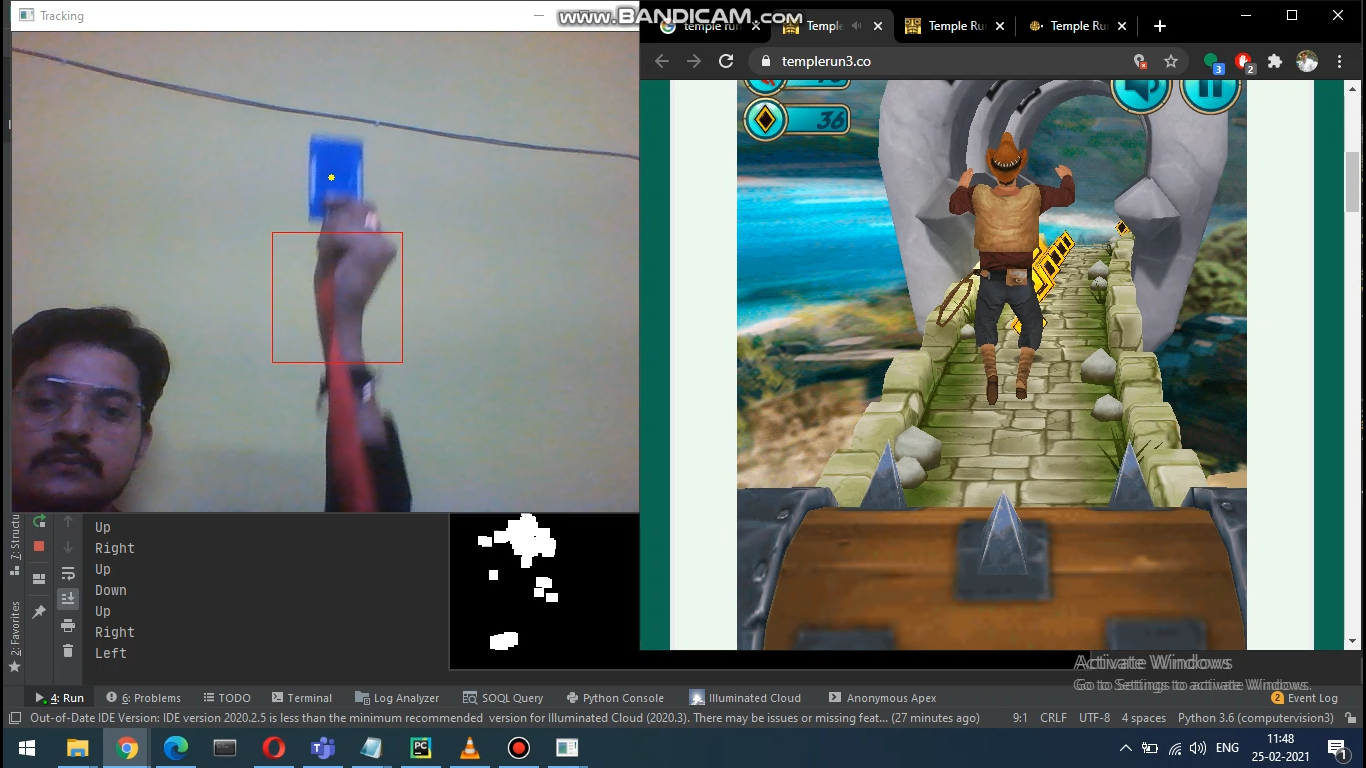 Tracking
www.BANDICAM.com
temple run
Temple
Temple Ru
Temple Ru
templerun3.co
3
2
36
7: Structu
2: Favorites
Up
Right
Up
Down
Up
Right
Left
Activate Windows
Go to Settings to activate Windows.
4: Run
6: Problems
TODO
Terminal
Log Analyzer
SOQL Query
Python Console
Illuminated Cloud
Anonymous Apex
2 Event Log
Out-of-Date IDE Version: IDE version 2020.2.5 is less than the minimum recommended version for Illuminated Cloud (2020.3). There may be issues or missing feat... (27 minutes ago)
9:1 CRLF UTF-8 4 spaces Python 3.6 (computervision3)
PC
ENG
11:48
25-02-2021
1